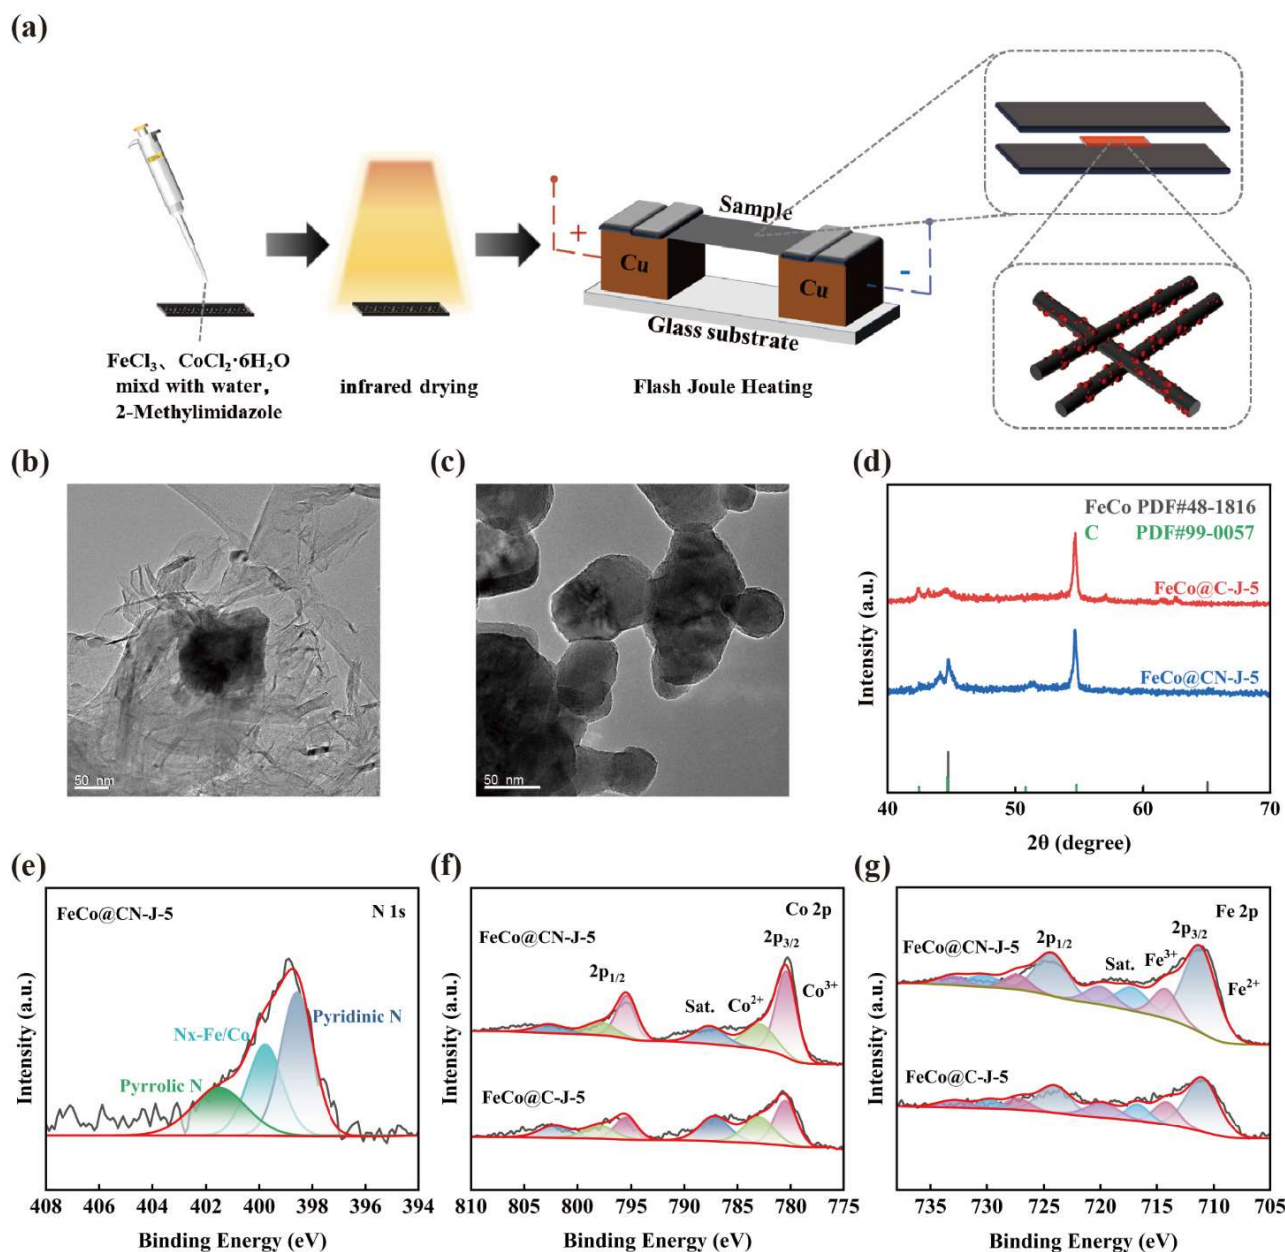 (a)
Sample
+
Cu
-
Cu
Glass substrate
FeCl₃、CoCl₂·6H₂O
mixd with water,
2-Methylimidazole
infrared drying
Flash Joule Heating
(b)
50 nm
(c)
50 nm
(d)
FeCo PDF#48-1816
C PDF#99-0057
FeCo@C-J-5
FeCo@CN-J-5
Intensity (a.u.)
40 50 60 70
2θ (degree)
(e)
FeCo@CN-J-5
N 1s
Pyridinic N
Nx-Fe/Co
Pyrrolic N
Intensity (a.u.)
408 406 404 402 400 398 396 394
Binding Energy (eV)
(f)
Co 2p
FeCo@CN-J-5
2p₃/₂
2p₁/₂
Sat.
Co²⁺
Co³⁺
FeCo@C-J-5
Intensity (a.u.)
810 805 800 795 790 785 780 775
Binding Energy (eV)
(g)
Fe 2p
FeCo@CN-J-5
2p₁/₂
2p₃/₂
Sat.
Fe³⁺
Fe²⁺
FeCo@C-J-5
Intensity (a.u.)
735 730 725 720 715 710 705
Binding Energy (eV)